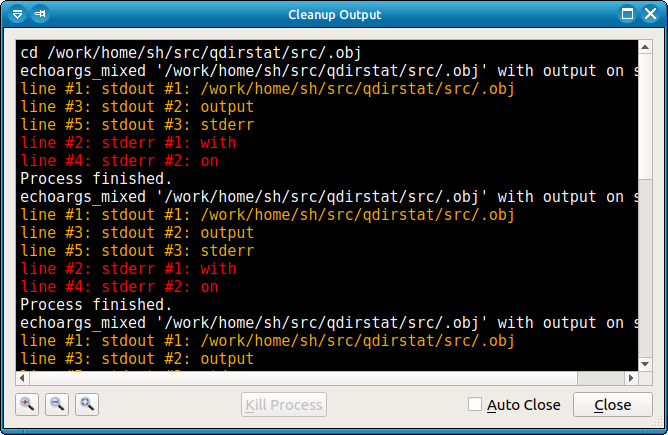 Cleanup Output
cd /work/home/sh/src/qdirstat/src/.obj
echoargs_mixed '/work/home/sh/src/qdirstat/src/.obj' with output on s
line #1: stdout #1: /work/home/sh/src/qdirstat/src/.obj
line #3: stdout #2: output
line #5: stdout #3: stderr
line #2: stderr #1: with
line #4: stderr #2: on
Process finished.
echoargs_mixed '/work/home/sh/src/qdirstat/src/.obj' with output on s
line #1: stdout #1: /work/home/sh/src/qdirstat/src/.obj
line #3: stdout #2: output
line #5: stdout #3: stderr
line #2: stderr #1: with
line #4: stderr #2: on
Process finished.
echoargs_mixed '/work/home/sh/src/qdirstat/src/.obj' with output on s
line #1: stdout #1: /work/home/sh/src/qdirstat/src/.obj
line #3: stdout #2: output
Kill Process
Auto Close
Close